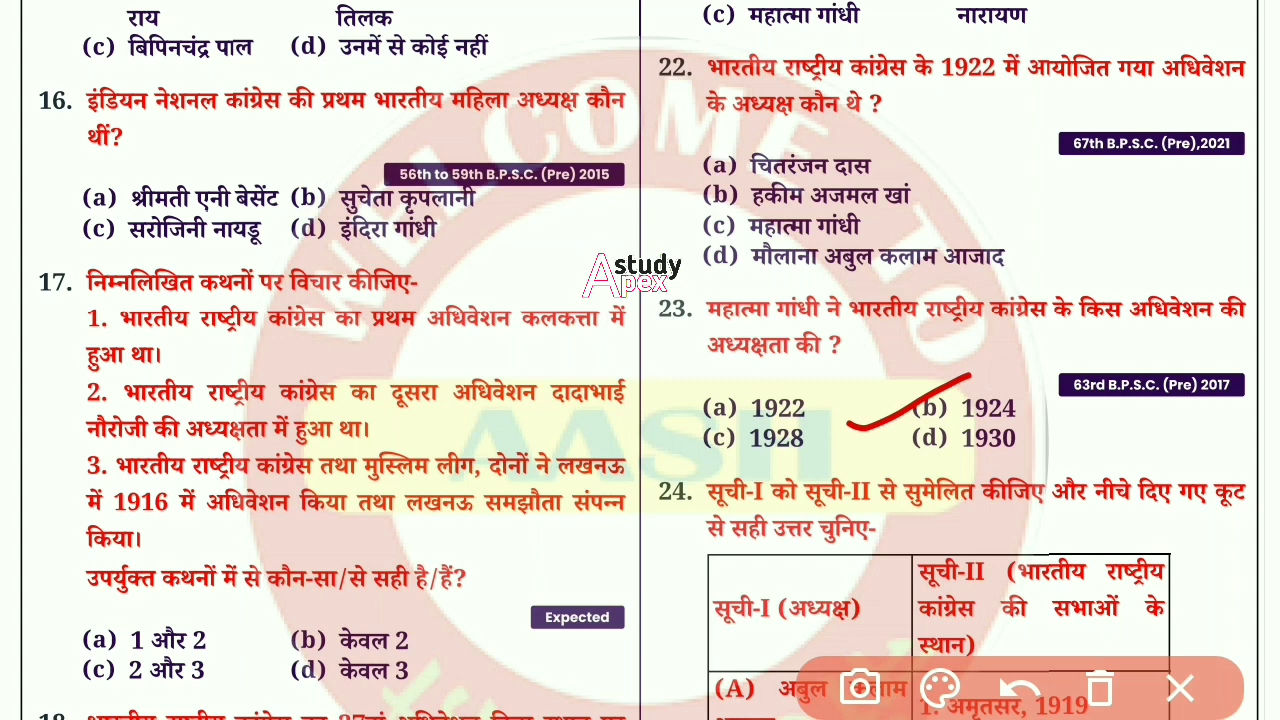 राय तिलक
(c) बिपिनचंद्र पाल (d) उनमें से कोई नहीं
16. इंडियन नेशनल कांग्रेस की प्रथम भारतीय महिला अध्यक्ष कौन
थीं?
56th to 59th B.P.S.C. (Pre) 2015
(a) श्रीमती एनी बेसेंट (b) सुचेता कृपलानी
(c) सरोजिनी नायडू (d) इंदिरा गांधी
17. निम्नलिखित कथनों पर विचार कीजिए-
1. भारतीय राष्ट्रीय कांग्रेस का प्रथम अधिवेशन कलकत्ता में
हुआ था।
2. भारतीय राष्ट्रीय कांग्रेस का दूसरा अधिवेशन दादाभाई
नौरोजी की अध्यक्षता में हुआ था।
3. भारतीय राष्ट्रीय कांग्रेस तथा मुस्लिम लीग, दोनों ने लखनऊ
में 1916 में अधिवेशन किया तथा लखनऊ समझौता संपन्न
किया।
उपर्युक्त कथनों में से कौन-सा/से सही है/हैं?
Expected
(a) 1 और 2 (b) केवल 2
(c) 2 और 3 (d) केवल 3
(c) महात्मा गांधी नारायण
22. भारतीय राष्ट्रीय कांग्रेस के 1922 में आयोजित गया अधिवेशन
के अध्यक्ष कौन थे ?
67th B.P.S.C. (Pre),2021
(a) चितरंजन दास
(b) हकीम अजमल खां
(c) महात्मा गांधी
(d) मौलाना अबुल कलाम आजाद
23. महात्मा गांधी ने भारतीय राष्ट्रीय कांग्रेस के किस अधिवेशन की
अध्यक्षता की ?
63rd B.P.S.C. (Pre) 2017
(a) 1922 (b) 1924
(c) 1928 (d) 1930
24. सूची-I को सूची-II से सुमेलित कीजिए और नीचे दिए गए कूट
से सही उत्तर चुनिए-
सूची-I (अध्यक्ष)
सूची-II (भारतीय राष्ट्रीय
कांग्रेस की सभाओं के
स्थान)
(A) अबुल कलाम
1. अमृतसर, 1919
study
Apex
WELCOME TO
AASH